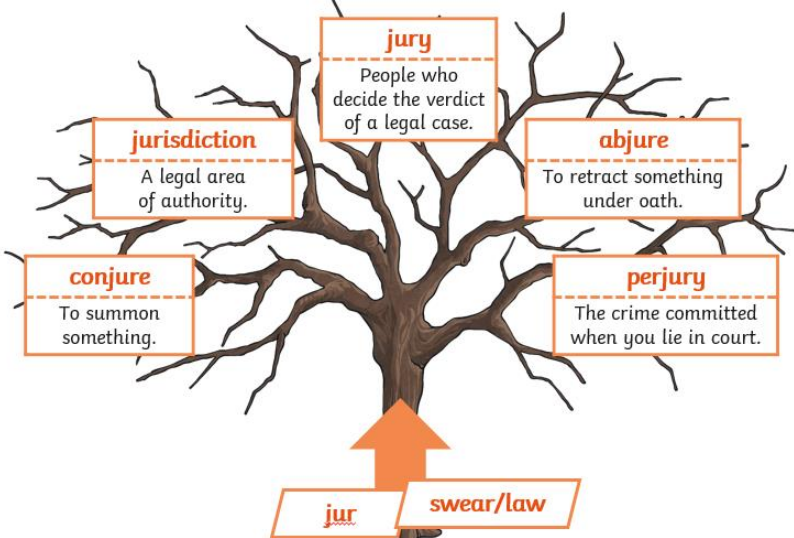 jury
People who
decide the verdict
of a legal case.
jurisdiction
A legal area
of authority.
abjure
To retract something
under oath.
conjure
To summon
something.
perjury
The crime committed
when you lie in court.
jur
swear/law